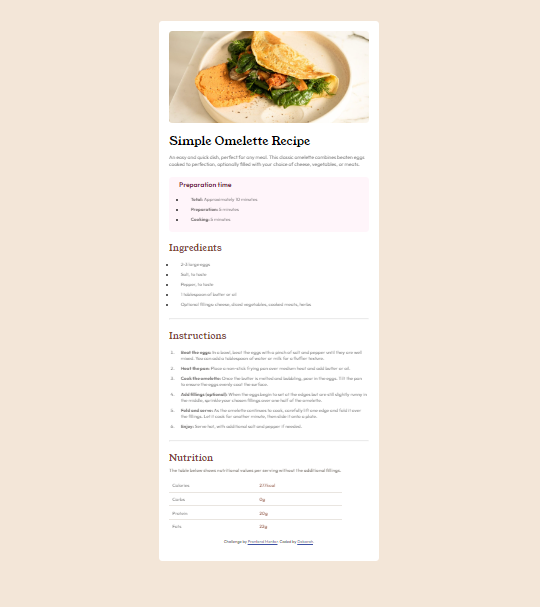 Simple Omelette Recipe
An easy and quick dish, perfect for any meal. This classic omelette combines beaten eggs
cooked to perfection, optionally filled with your choice of cheese, vegetables, or meats.
Preparation time
Total: Approximately 10 minutes
Preparation: 5 minutes
Cooking: 5 minutes
Ingredients
2-3 large eggs
Salt, to taste
Pepper, to taste
1 tablespoon of butter or oil
Optional fillings: cheese, diced vegetables, cooked meats, herbs
Instructions
1. Beat the eggs: In a bowl, beat the eggs with a pinch of salt and pepper until they are well
mixed. You can add a tablespoon of water or milk for a fluffier texture.
2. Heat the pan: Place a non-stick frying pan over medium heat and add butter or oil.
3. Cook the omelette: Once the butter is melted and bubbling, pour in the eggs. Tilt the pan
to ensure the eggs evenly coat the surface.
4. Add fillings (optional): When the eggs begin to set at the edges but are still slightly runny in
the middle, sprinkle your chosen fillings over one half of the omelette.
5. Fold and serve: As the omelette continues to cook, carefully lift one edge and fold it over
the fillings. Let it cook for another minute, then slide it onto a plate.
6. Enjoy: Serve hot, with additional salt and pepper if needed.
Nutrition
The table below shows nutritional values per serving without the additional fillings.
Calories 277kcal
Carbs 0g
Protein 20g
Fats 22g
Challenge by Frontend Mentor. Coded by